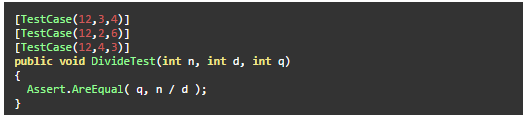 [TestCase(12,3,4)]
[TestCase(12,2,6)]
[TestCase(12,4,3)]
public void DivideTest(int n, int d, int q)
{
  Assert.AreEqual( q, n / d );
}